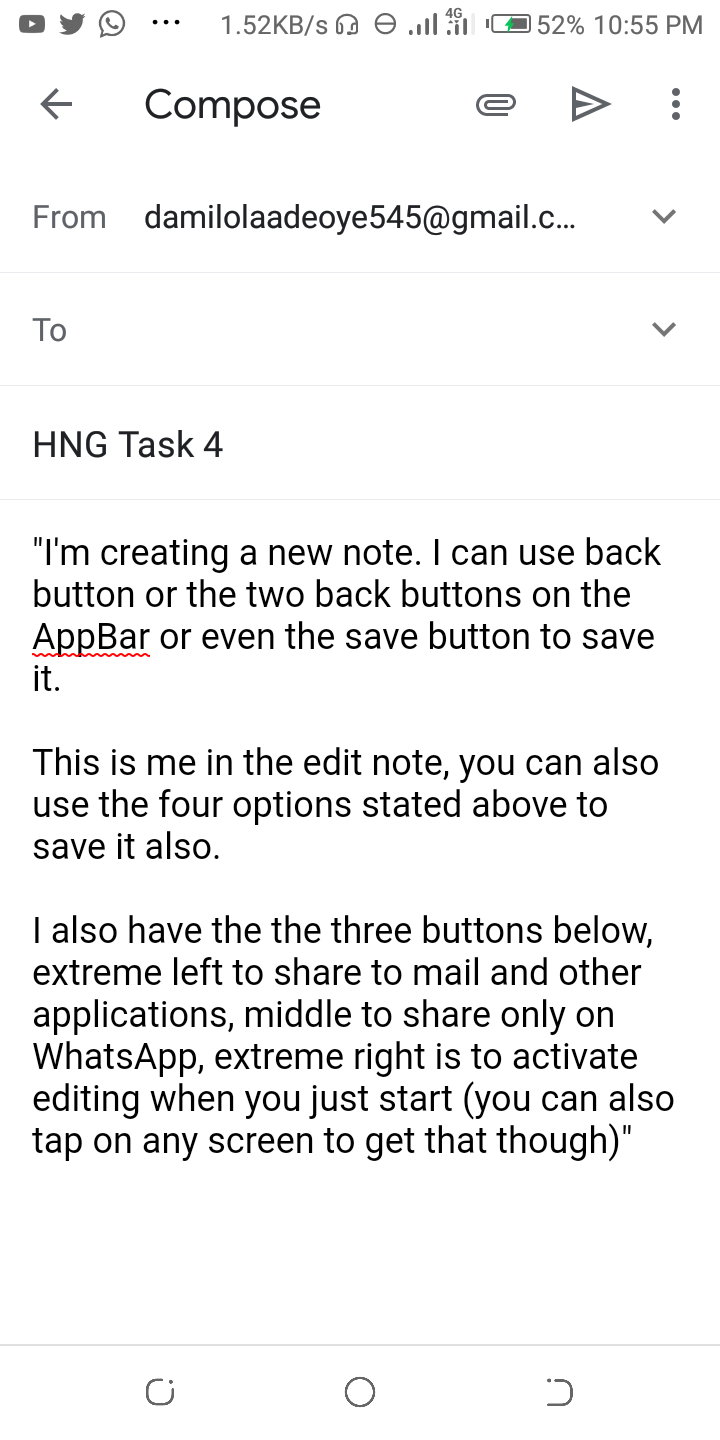 1.52KB/s 4G 52% 10:55 PM
Compose
From damilolaadeoye545@gmail.c...
To
HNG Task 4
"I'm creating a new note. I can use back
button or the two back buttons on the
AppBar or even the save button to save
it.
This is me in the edit note, you can also
use the four options stated above to
save it also.
I also have the the three buttons below,
extreme left to share to mail and other
applications, middle to share only on
WhatsApp, extreme right is to activate
editing when you just start (you can also
tap on any screen to get that though)"